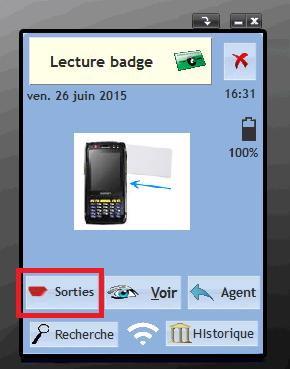 Lecture badge
ven. 26 juin 2015
16:31
100%
Sorties
Voir
Agent
Recherche
HIstorique